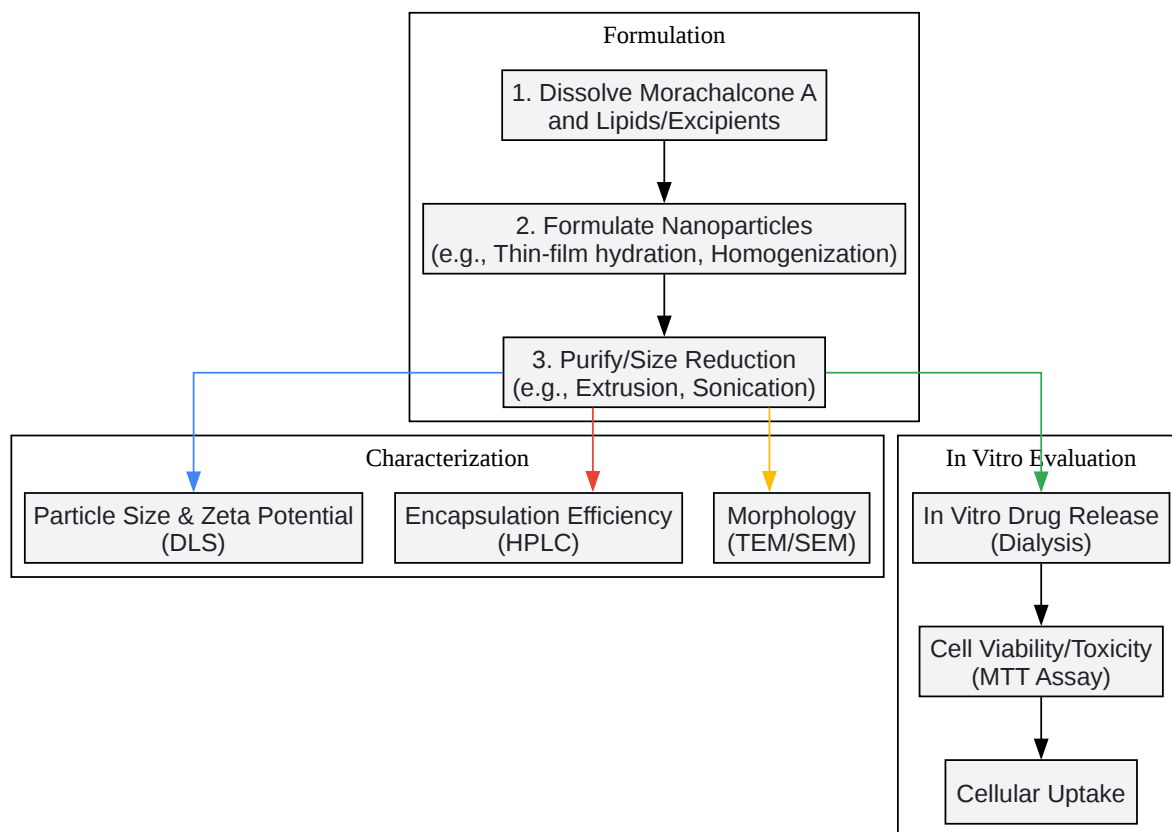 Formulation
1. Dissolve Morachalcone A
and Lipids/Excipients
2. Formulate Nanoparticles
(e.g., Thin-film hydration, Homogenization)
3. Purify/Size Reduction
(e.g., Extrusion, Sonication)
Characterization
Particle Size & Zeta Potential
(DLS)
Encapsulation Efficiency
(HPLC)
Morphology
(TEM/SEM)
In Vitro Evaluation
In Vitro Drug Release
(Dialysis)
Cell Viability/Toxicity
(MTT Assay)
Cellular Uptake